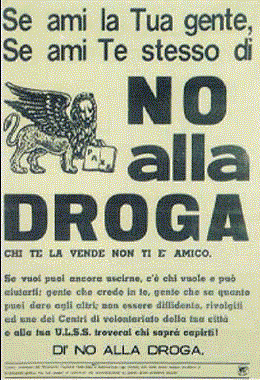 Se ami la Tua gente,
Se ami Te stesso di
NO
alla
DROGA
CHI TE LA VENDE NON TI E' AMICO.
Se vuoi puoi ancora uscirne, c'è chi vuole e può
aiutarti; gente che crede in te, gente che sa quanto
puoi dare agli altri; non essere diffidente, rivolgiti
ad uno dei Centri di volontariato della tua città
e alla tua U.L.S.S. troverai chi saprà capirti!
DI' NO ALLA DROGA.